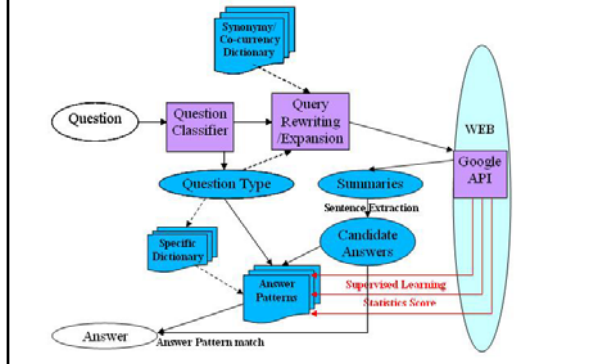 Synonymy/
Co-currency
Dictionary
Question
Question
Classifier
Query
Rewriting
/Expansion
WEB
Google
API
Question Type
Summaries
Sentence Extraction
Specific
Dictionary
Candidate
Answers
Answer
Patterns
Supervised Learning
Statistics Score
Answer
Answer Pattern match